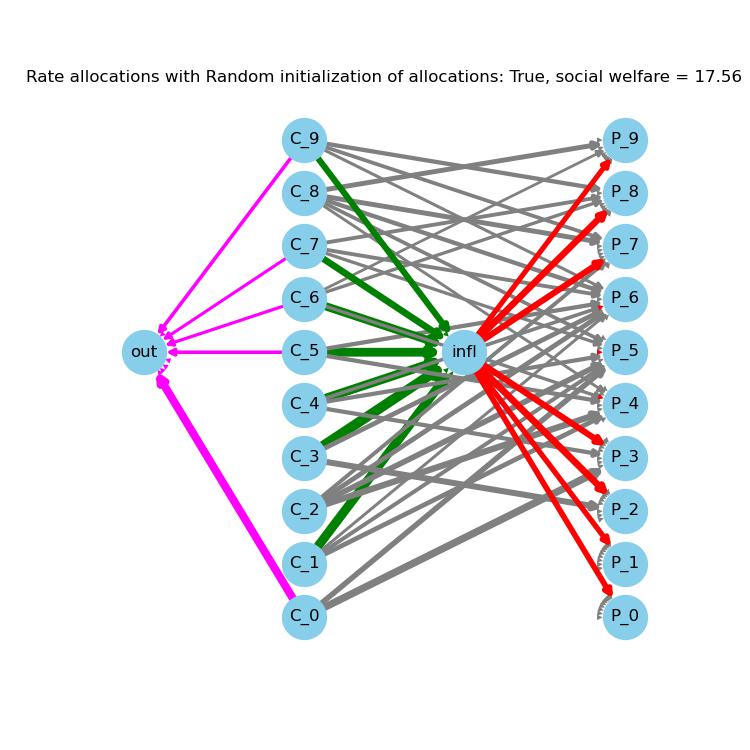 Rate allocations with Random initialization of allocations: True, social welfare = 17.56
C_9
P_9
C_8
P_8
C_7
P_7
C_6
P_6
out
C_5
infl
P_5
C_4
P_4
C_3
P_3
C_2
P_2
C_1
P_1
C_0
P_0